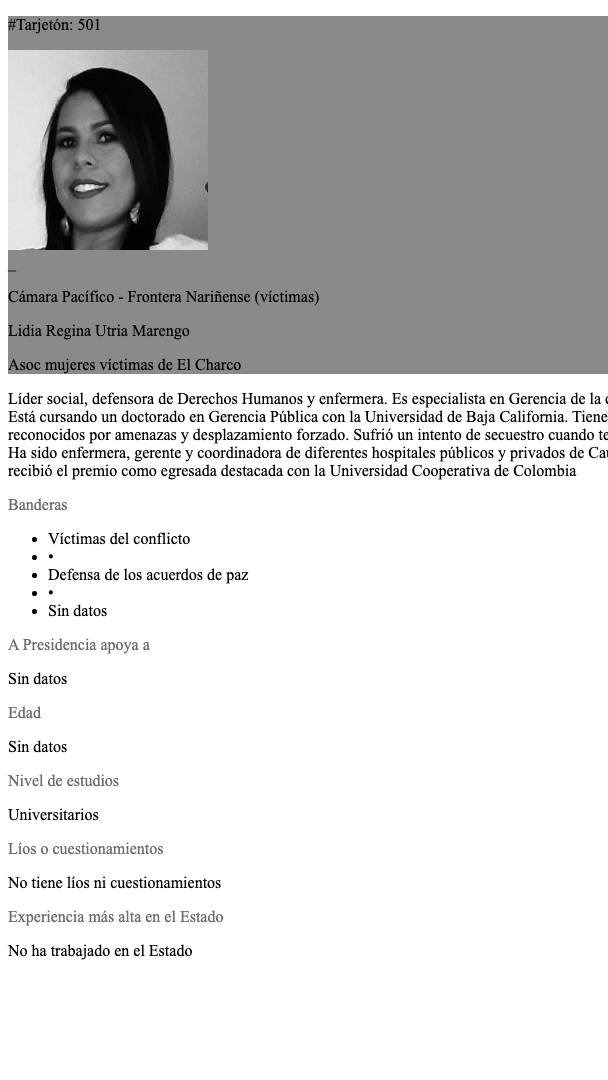 #Tarjetón: 501
_
Cámara Pacífico - Frontera Nariñense (víctimas)
Lidia Regina Utria Marengo
Asoc mujeres víctimas de El Charco
Líder social, defensora de Derechos Humanos y enfermera. Es especialista en Gerencia de la
Está cursando un doctorado en Gerencia Pública con la Universidad de Baja California. Tiene
reconocidos por amenazas y desplazamiento forzado. Sufrió un intento de secuestro cuando
Ha sido enfermera, gerente y coordinadora de diferentes hospitales públicos y privados de
recibió el premio como egresada destacada con la Universidad Cooperativa de Colombia
Banderas
• Víctimas del conflicto
• •
• Defensa de los acuerdos de paz
• •
• Sin datos
A Presidencia apoya a
Sin datos
Edad
Sin datos
Nivel de estudios
Universitarios
Líos o cuestionamientos
No tiene líos ni cuestionamientos
Experiencia más alta en el Estado
No ha trabajado en el Estado